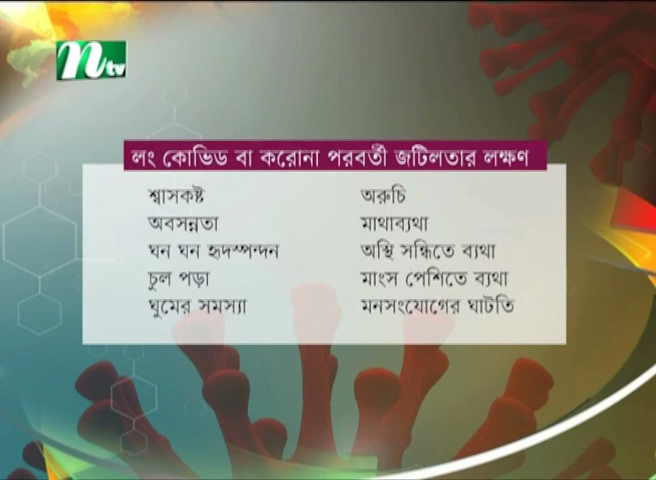 ntv
লং কোভিড বা করোনা পরবর্তী জটিলতার লক্ষণ
শ্বাসকষ্ট
অবসন্নতা
ঘন ঘন হৃদস্পন্দন
চুল পড়া
ঘুমের সমস্যা
অরুচি
মাথাব্যথা
অস্থি সন্ধিতে ব্যথা
মাংস পেশিতে ব্যথা
মনসংযোগের ঘাটতি